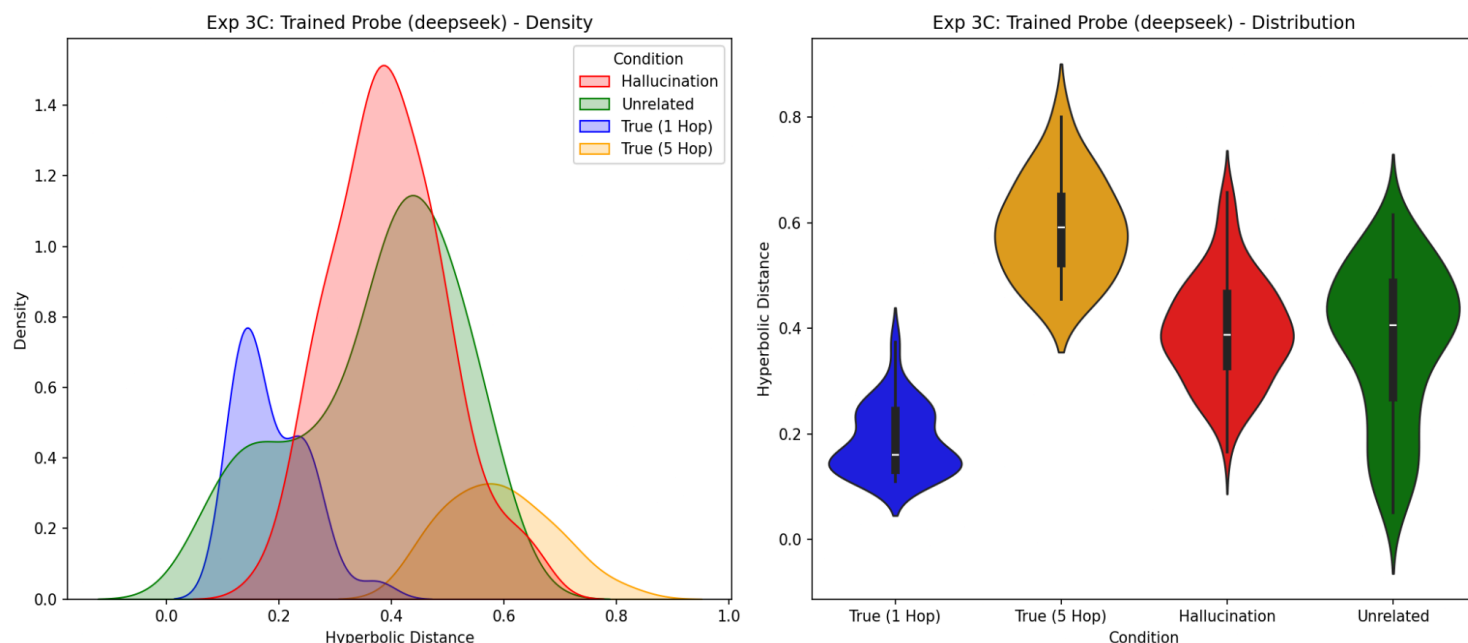 Exp 3C: Trained Probe (deepseek) - Density
Density
1.4
1.2
1.0
0.8
0.6
0.4
0.2
0.0
Condition
Hallucination
Unrelated
True (1 Hop)
True (5 Hop)
0.0 0.2 0.4 0.6 0.8 1.0
Hyperbolic Distance
Exp 3C: Trained Probe (deepseek) - Distribution
Hyperbolic Distance
0.8
0.6
0.4
0.2
0.0
True (1 Hop) True (5 Hop) Hallucination Unrelated
Condition